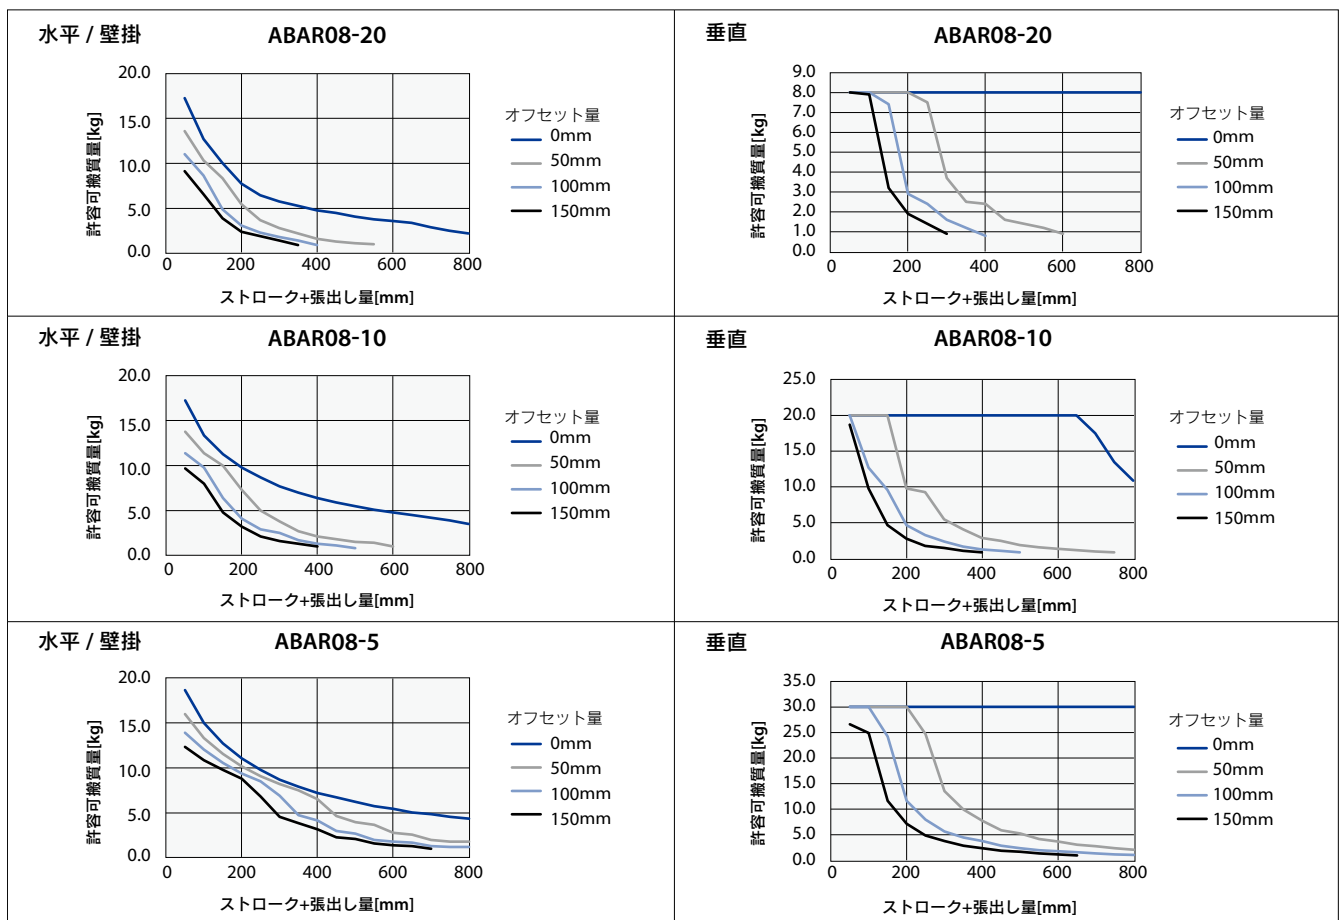 水平 / 壁掛 ABAR08-20
20.0
15.0
10.0
5.0
0.0
許容可搬質量[kg]
0 200 400 600 800
ストローク+張出し量[mm]
オフセット量
0mm
50mm
100mm
150mm
垂直 ABAR08-20
9.0
8.0
7.0
6.0
5.0
4.0
3.0
2.0
1.0
0.0
許容可搬質量[kg]
0 200 400 600 800
ストローク+張出し量[mm]
オフセット量
0mm
50mm
100mm
150mm
水平 / 壁掛 ABAR08-10
20.0
15.0
10.0
5.0
0.0
許容可搬質量[kg]
0 200 400 600 800
ストローク+張出し量[mm]
オフセット量
0mm
50mm
100mm
150mm
垂直 ABAR08-10
25.0
20.0
15.0
10.0
5.0
0.0
許容可搬質量[kg]
0 200 400 600 800
ストローク+張出し量[mm]
オフセット量
0mm
50mm
100mm
150mm
水平 / 壁掛 ABAR08-5
20.0
15.0
10.0
5.0
0.0
許容可搬質量[kg]
0 200 400 600 800
ストローク+張出し量[mm]
オフセット量
0mm
50mm
100mm
150mm
垂直 ABAR08-5
35.0
30.0
25.0
20.0
15.0
10.0
5.0
0.0
許容可搬質量[kg]
0 200 400 600 800
ストローク+張出し量[mm]
オフセット量
0mm
50mm
100mm
150mm